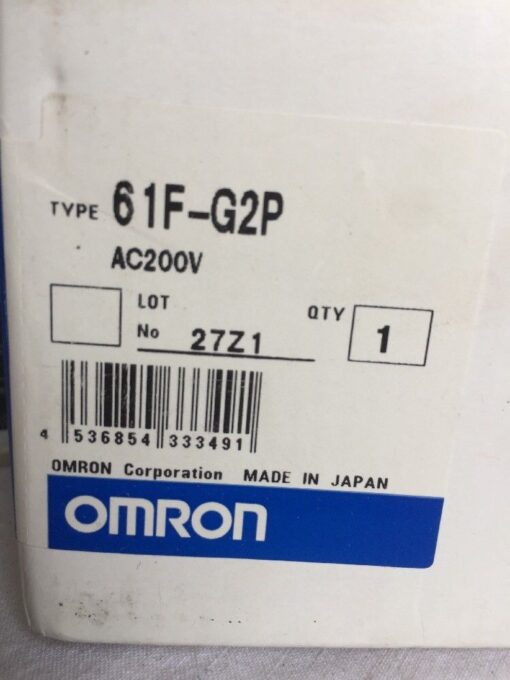 TYPE 61F-G2P
AC200V
LOT
No 27Z1
QTY 1
4 536854 333491
OMRON Corporation MADE IN JAPAN
OMRON